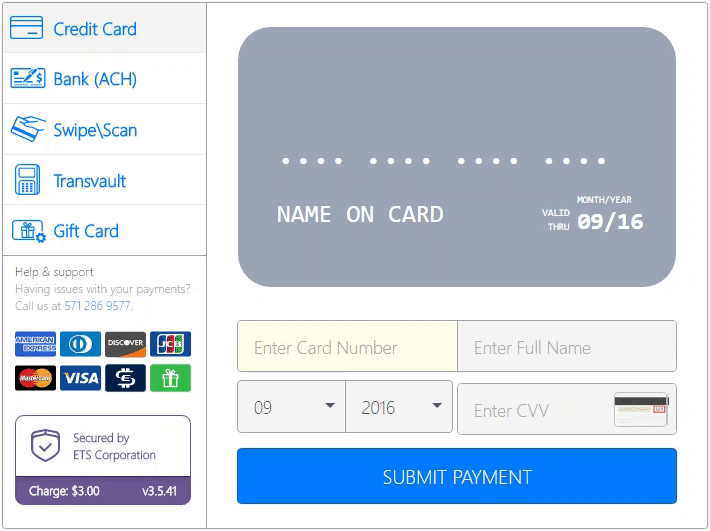 Credit Card
Bank (ACH)
Swipe\Scan
Transvault
Gift Card
Help & support
Having issues with your payments?
Call us at 571 286 9577.
AMERICAN EXPRESS
DISCOVER
JCB
MasterCard
VISA
Secured by
ETS Corporation
Charge: $3.00 v3.5.41
•••• •••• •••• ••••
NAME ON CARD
MONTH/YEAR
VALID THRU
09/16
Enter Card Number
Enter Full Name
09
2016
Enter CVV
SUBMIT PAYMENT